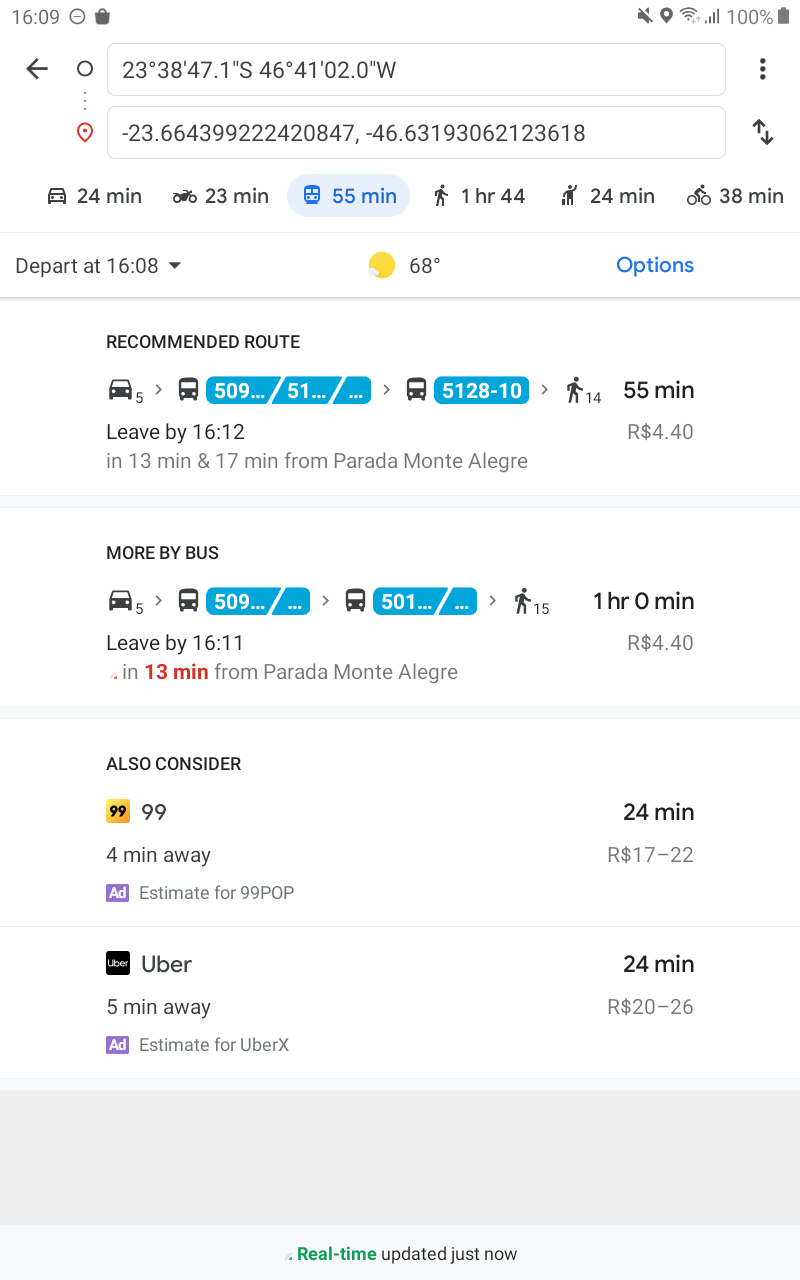 16:09 100%
23°38'47.1"S 46°41'02.0"W
-23.664399222420847, -46.63193062123618
24 min 23 min 55 min 1 hr 44 24 min 38 min
Depart at 16:08 68° Options
RECOMMENDED ROUTE
5 509... 51... ... 5128-10 14 55 min
Leave by 16:12 R$4.40
in 13 min & 17 min from Parada Monte Alegre
MORE BY BUS
5 509... ... 501... ... 15 1 hr 0 min
Leave by 16:11 R$4.40
in 13 min from Parada Monte Alegre
ALSO CONSIDER
99 99 24 min
4 min away R$17–22
Ad Estimate for 99POP
Uber Uber 24 min
5 min away R$20–26
Ad Estimate for UberX
Real-time updated just now